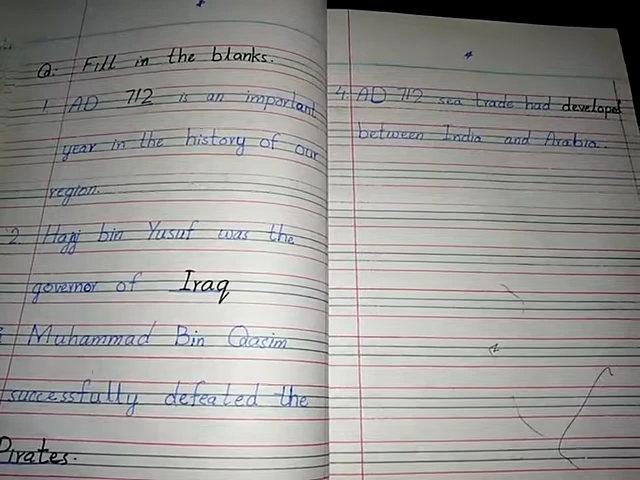 Q: Fill in the blanks.
1. AD 712 is an important
year in the history of our
region.
2. Hajj bin Yusuf was the
governor of Iraq
Muhammad Bin Qasim
successfully defeated the
Pirates.
4. AD 712 sea trade had developed
between India and Arabia.